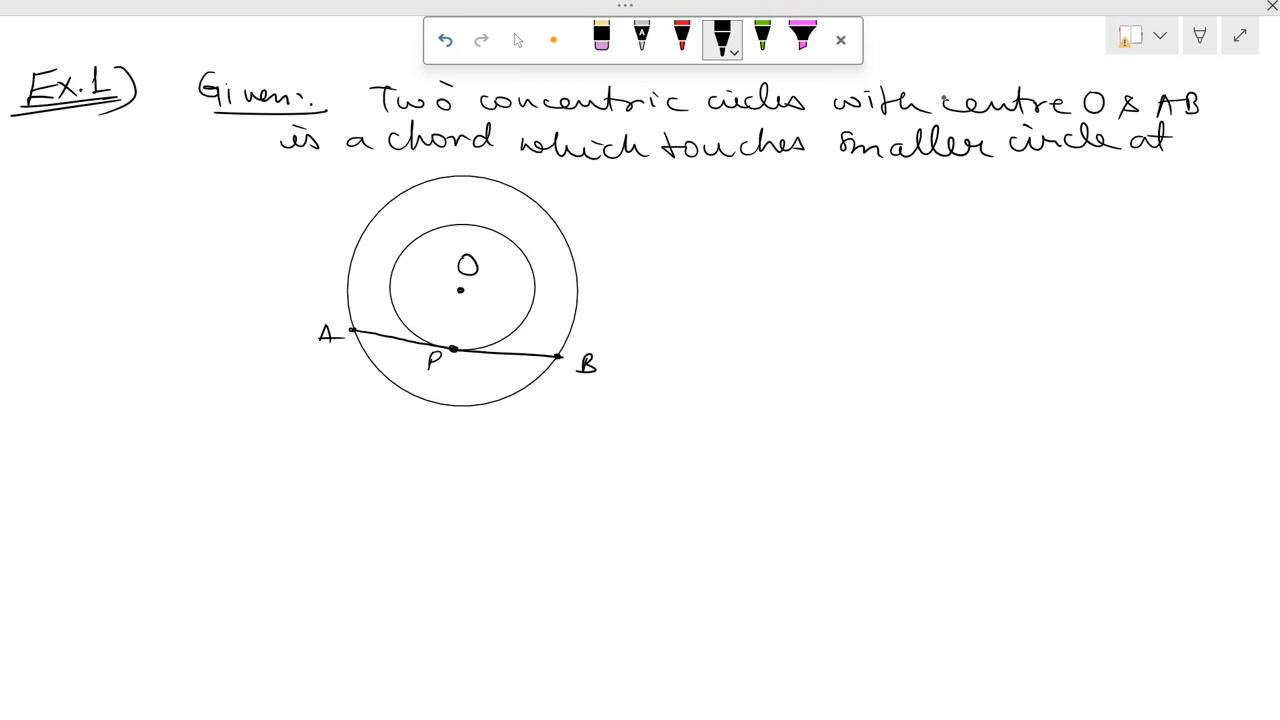 Ex.1) Given:. Two concentric circles with centre O & AB
is a chord which touches smaller circle at
O
A
P
B